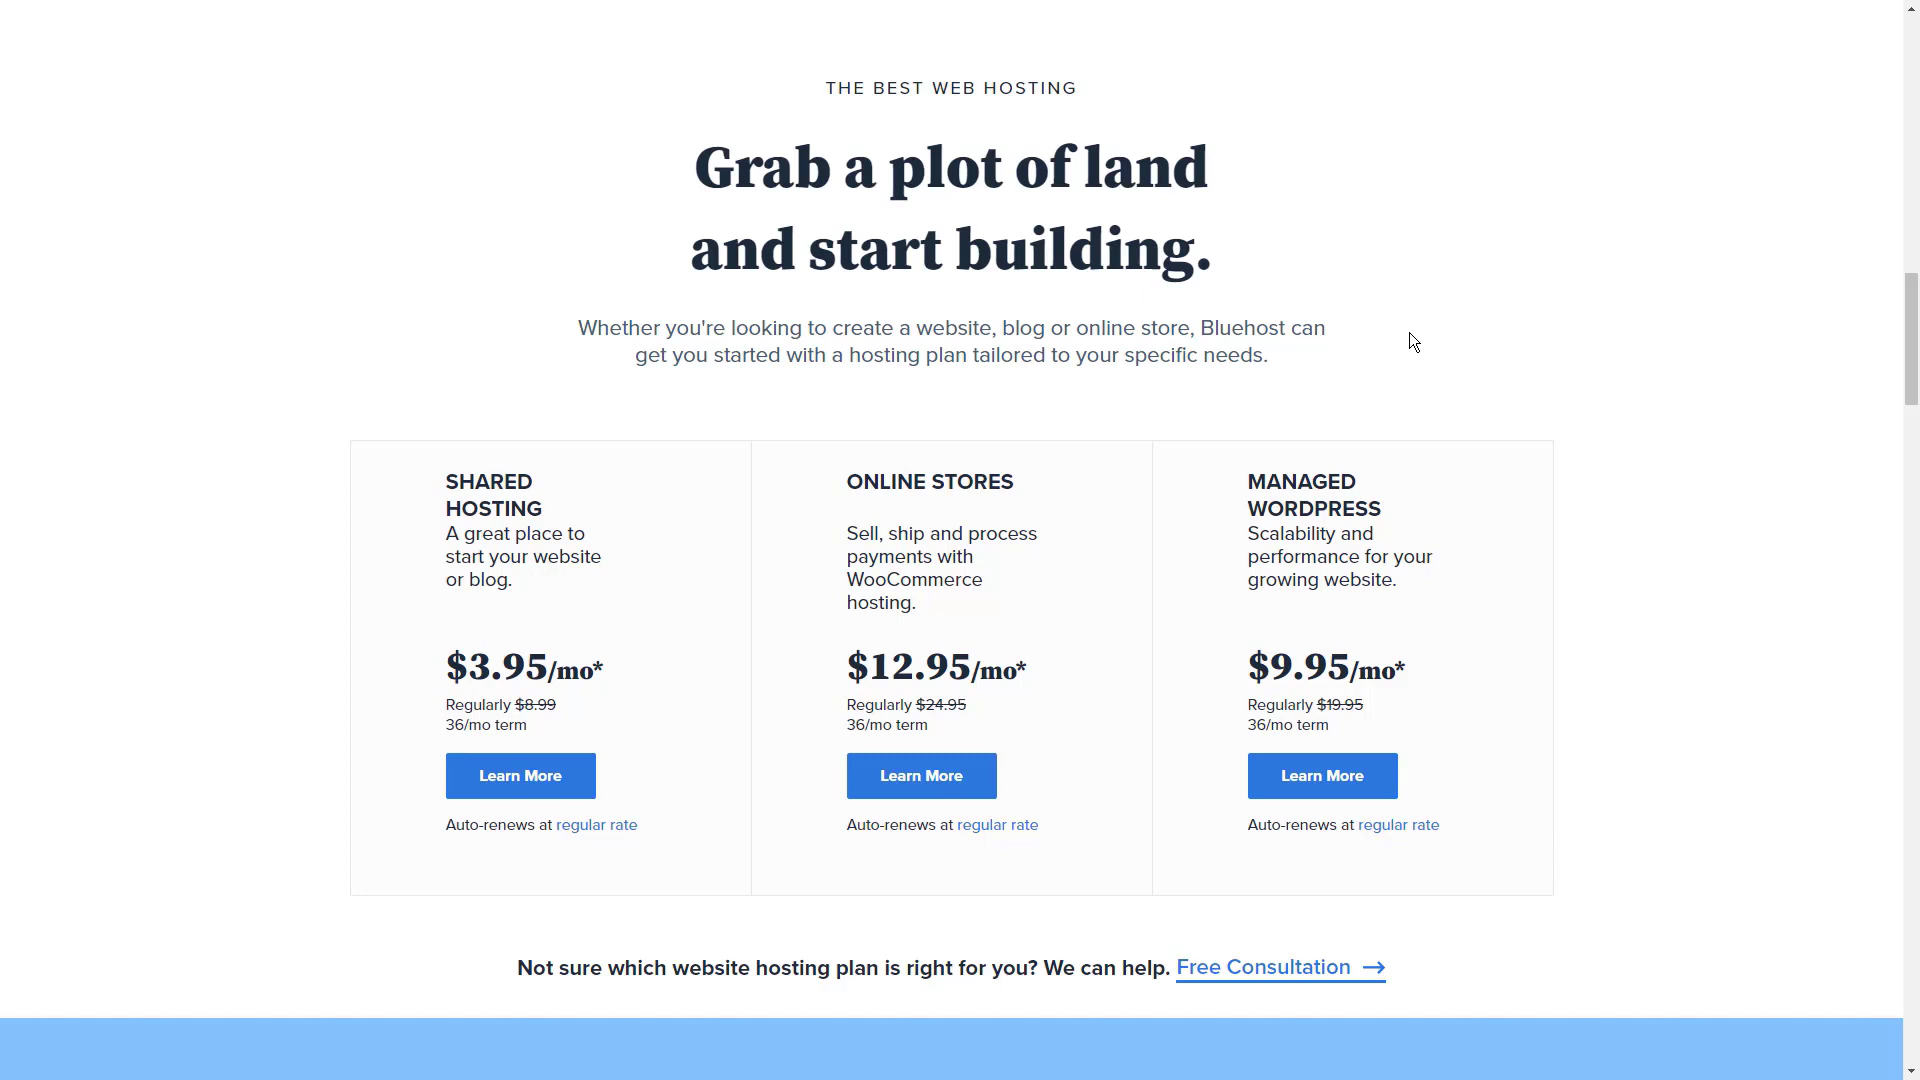 THE BEST WEB HOSTING
Grab a plot of land
and start building.
Whether you're looking to create a website, blog or online store, Bluehost can
get you started with a hosting plan tailored to your specific needs.
SHARED
HOSTING
A great place to
start your website
or blog.
$3.95/mo*
Regularly $8.99
36/mo term
Learn More
Auto-renews at regular rate
ONLINE STORES
Sell, ship and process
payments with
WooCommerce
hosting.
$12.95/mo*
Regularly $24.95
36/mo term
Learn More
Auto-renews at regular rate
MANAGED
WORDPRESS
Scalability and
performance for your
growing website.
$9.95/mo*
Regularly $19.95
36/mo term
Learn More
Auto-renews at regular rate
Not sure which website hosting plan is right for you? We can help. Free Consultation →